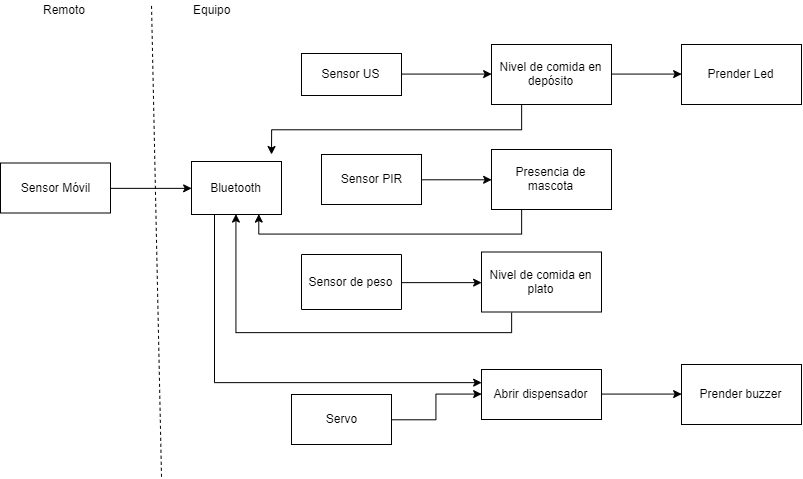 Remoto
Equipo
Sensor US
Nivel de comida en
depósito
Prender Led
Sensor Móvil
Bluetooth
Sensor PIR
Presencia de
mascota
Sensor de peso
Nivel de comida en
plato
Abrir dispensador
Prender buzzer
Servo